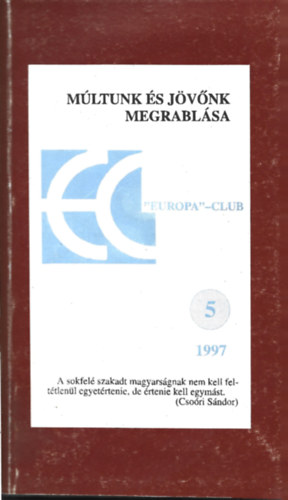 MÚLTUNK ÉS JÖVŐNK
MEGRABLÁSA
EC
"EUROPA"-CLUB
5
1997
A sokfelé szakadt magyarságnak nem kell fel-
tétlenül egyetértenie, de értenie kell egymást.
(Csoóri Sándor)